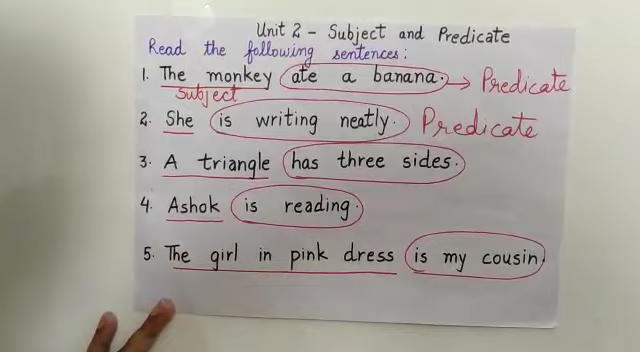 Unit 2 - Subject and Predicate
Read the following sentences:
1. The monkey ate a banana. → Predicate
Subject
2. She is writing neatly. Predicate
3. A triangle has three sides.
4. Ashok is reading.
5. The girl in pink dress is my cousin.